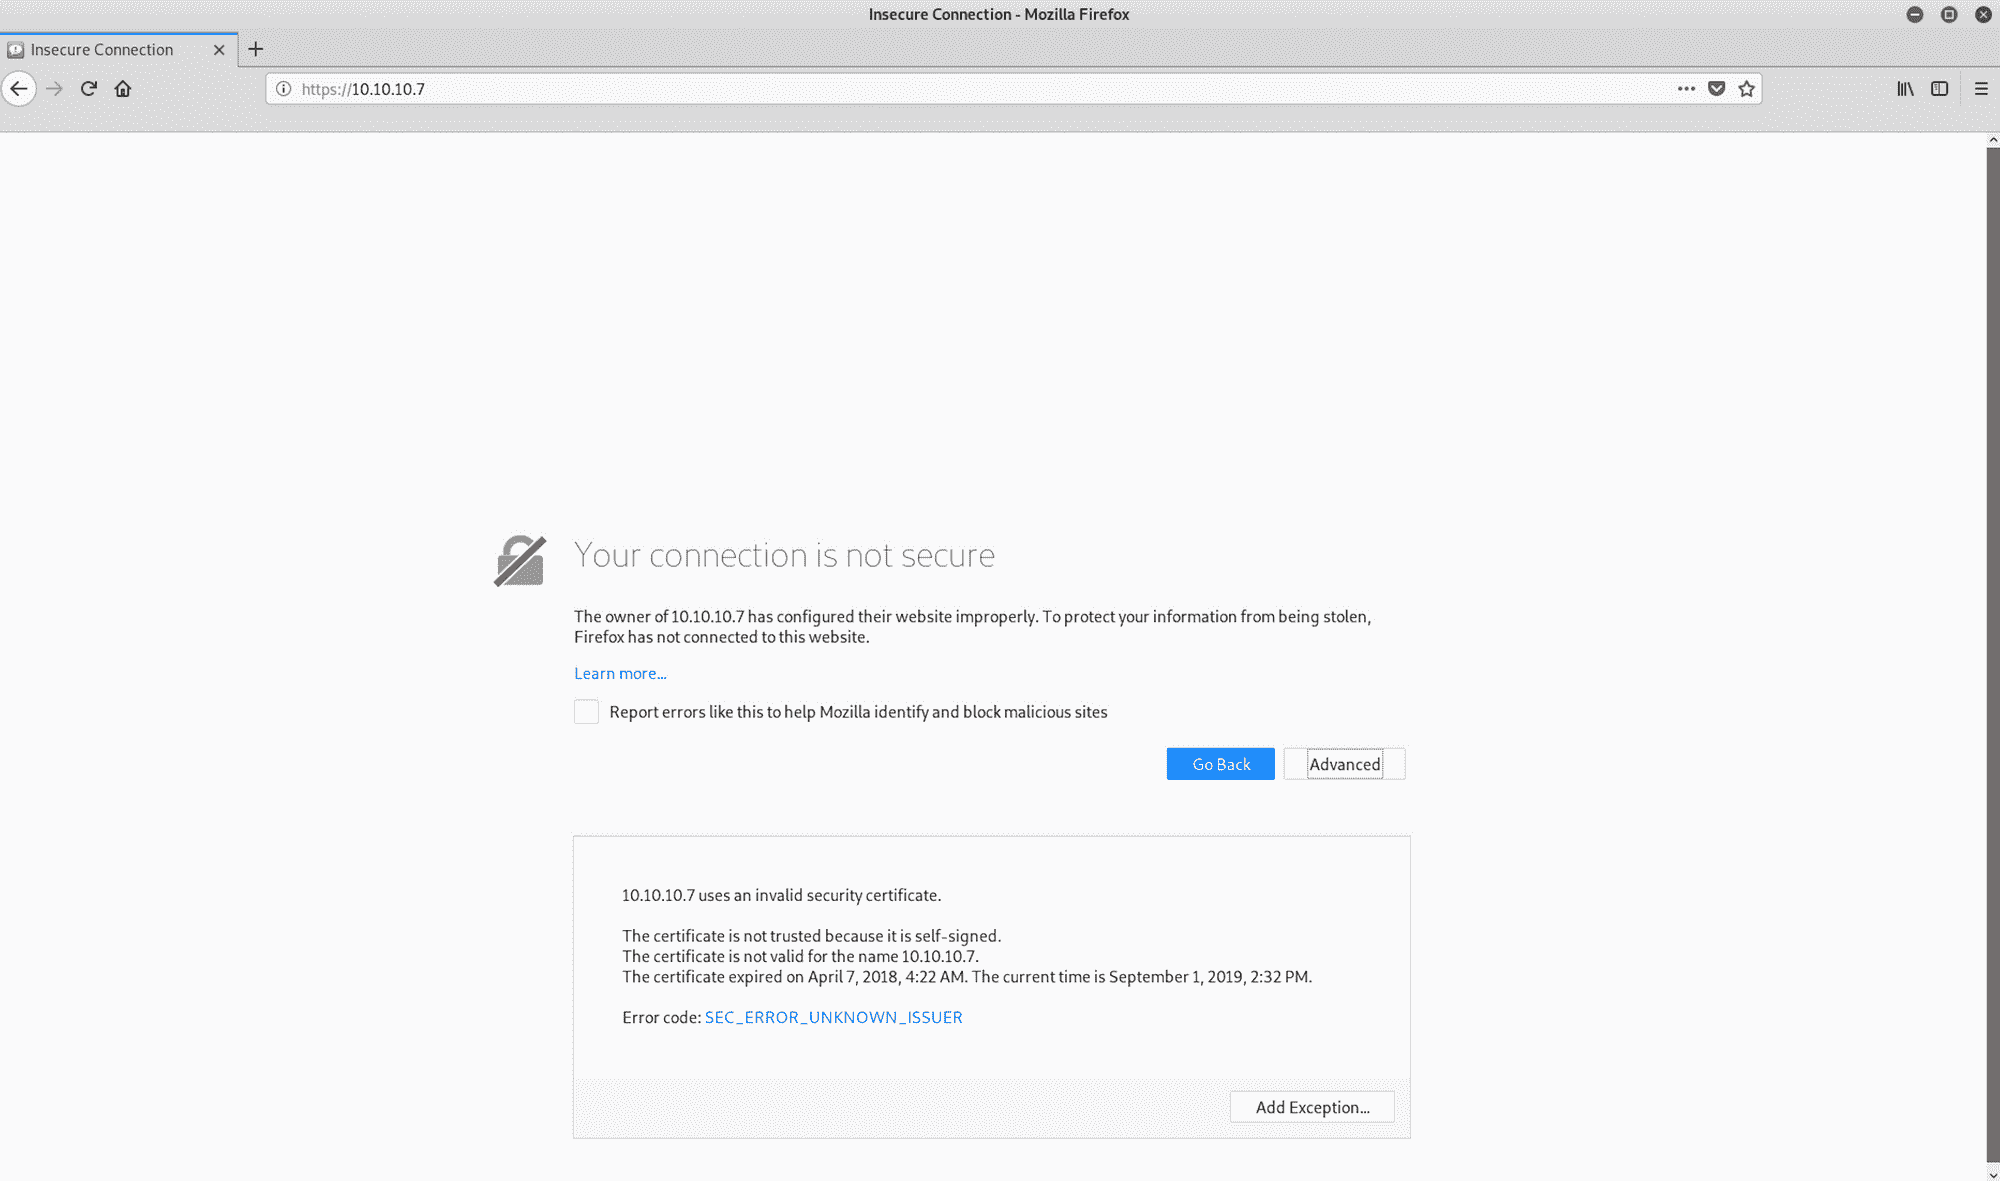 Insecure Connection - Mozilla Firefox
Insecure Connection
https://10.10.10.7
Your connection is not secure
The owner of 10.10.10.7 has configured their website improperly. To protect your information from being stolen,
Firefox has not connected to this website.
Learn more...
Report errors like this to help Mozilla identify and block malicious sites
Go Back Advanced
10.10.10.7 uses an invalid security certificate.
The certificate is not trusted because it is self-signed.
The certificate is not valid for the name 10.10.10.7.
The certificate expired on April 7, 2018, 4:22 AM. The current time is September 1, 2019, 2:32 PM.
Error code: SEC_ERROR_UNKNOWN_ISSUER
Add Exception...